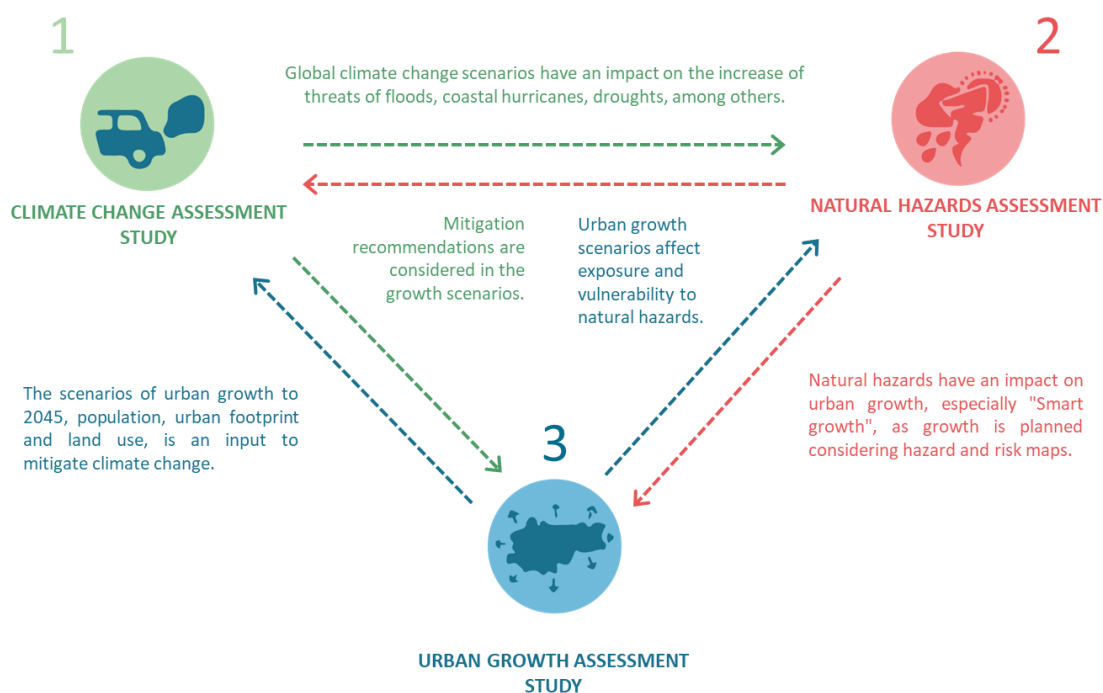 1
2
Global climate change scenarios have an impact on the increase of
threats of floods, coastal hurricanes, droughts, among others.
CLIMATE CHANGE ASSESSMENT
STUDY
NATURAL HAZARDS ASSESSMENT
STUDY
Mitigation
recommendations are
considered in the
growth scenarios.
Urban growth
scenarios affect
exposure and
vulnerability to
natural hazards.
The scenarios of urban growth to
2045, population, urban footprint
and land use, is an input to
mitigate climate change.
Natural hazards have an impact on
urban growth, especially "Smart
growth", as growth is planned
considering hazard and risk maps.
3
URBAN GROWTH ASSESSMENT
STUDY